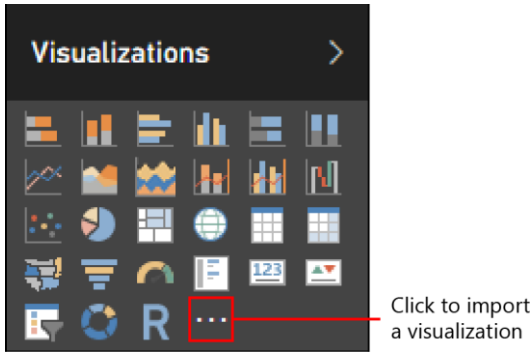 Visualizations
123
R
...
Click to import
a visualization